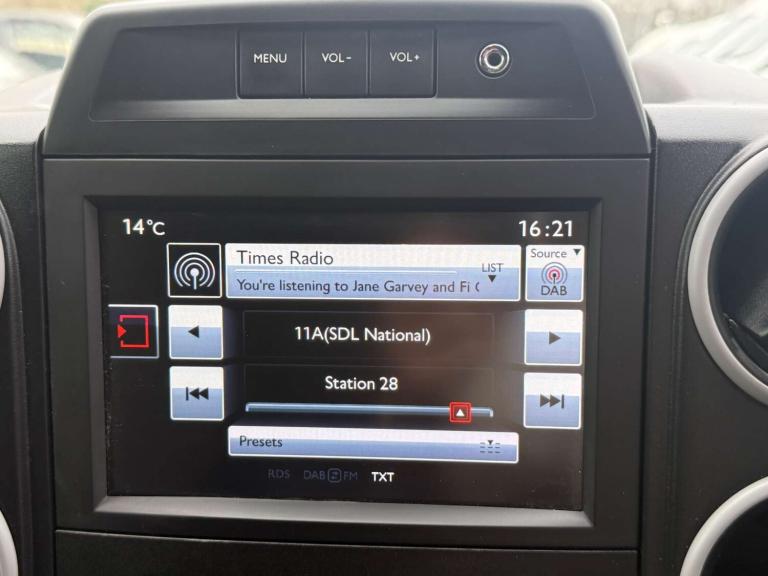 MENU VOL- VOL+
14°C 16:21
Times Radio
LIST
You're listening to Jane Garvey and Fi
Source
DAB
11A(SDL National)
Station 28
Presets
RDS DAB FM TXT